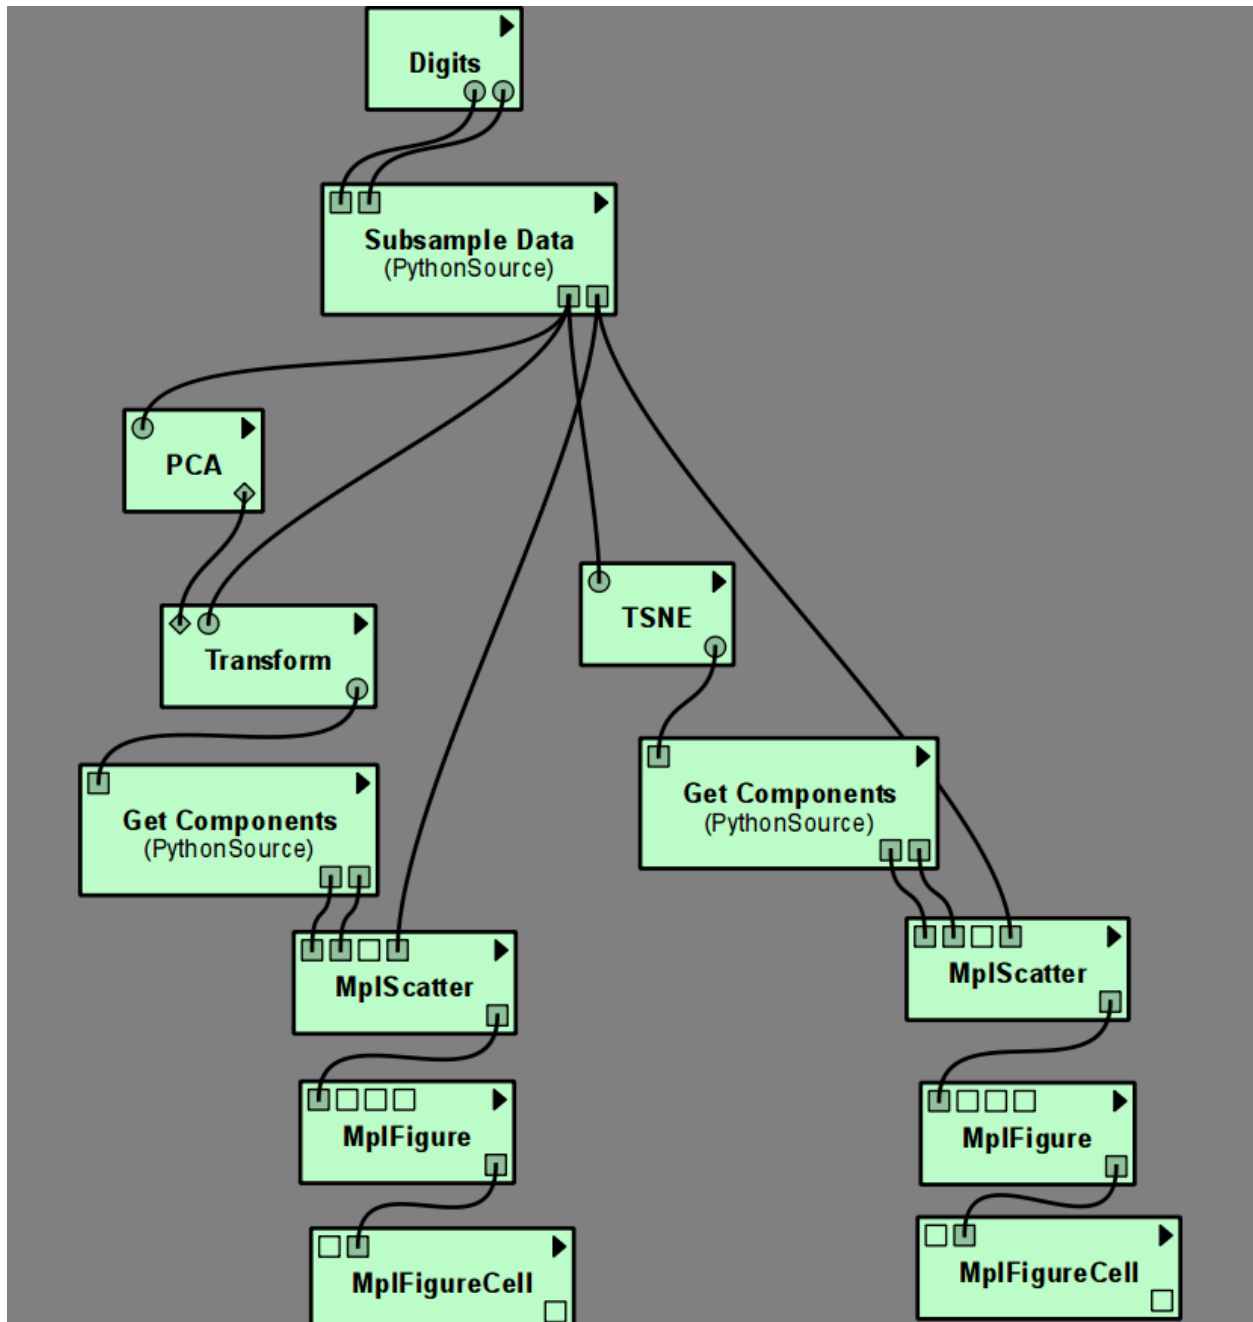 Digits
Subsample Data
(PythonSource)
PCA
TSNE
Transform
Get Components
(PythonSource)
Get Components
(PythonSource)
MplScatter
MplScatter
MplFigure
MplFigure
MplFigureCell
MplFigureCell